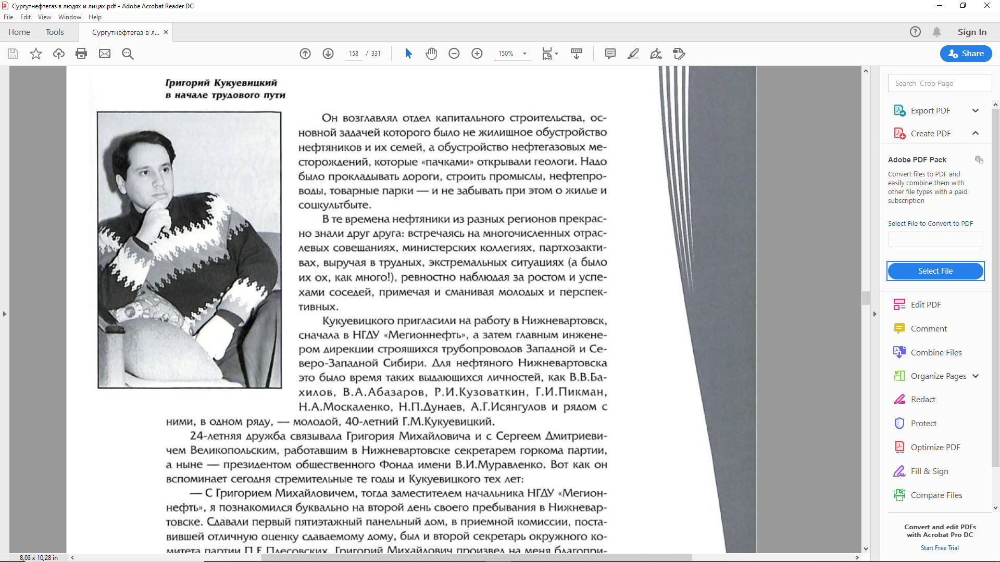 Сургутнефтегаз в людях и лицах.pdf - Adobe Acrobat Reader DC
File Edit View Window Help
Home Tools Сургутнефтегаз в л... Sign In
158 / 331 150% Share
Григорий Кукуевицкий
в начале трудового пути
Он возглавлял отдел капитального строительства, ос-
новной задачей которого было не жилищное обустройство
нефтяников и их семей, а обустройство нефтегазовых ме-
сторождений, которые «пачками» открывали геологи. Надо
было прокладывать дороги, строить промыслы, нефтепро-
воды, товарные парки — и не забывать при этом о жилье и
соцкультбыте.
В те времена нефтяники из разных регионов прекрас-
но знали друг друга: встречаясь на многочисленных отрас-
левых совещаниях, министерских коллегиях, партхозакти-
вах, выручая в трудных, экстремальных ситуациях (а было
их ох, как много!), ревностно наблюдая за ростом и успе-
хами соседей, примечая и сманивая молодых и перспек-
тивных.
Кукуевицкого пригласили на работу в Нижневартовск,
сначала в НГДУ «Мегионнефть», а затем главным инжене-
ром дирекции строящихся трубопроводов Западной и Се-
веро-Западной Сибири. Для нефтяного Нижневартовска
это было время таких выдающихся личностей, как В.В.Ба-
хилов, В.А.Абазаров, Р.И.Кузоваткин, Г.И.Пикман,
Н.А.Москаленко, Н.П.Дунаев, А.Г.Исянгулов и рядом с
ними, в одном ряду, — молодой, 40-летний Г.М.Кукуевицкий.
24-летняя дружба связывала Григория Михайловича и с Сергеем Дмитриеви-
чем Великопольским, работавшим в Нижневартовске секретарем горкома партии,
а ныне — президентом общественного Фонда имени В.И.Муравленко. Вот как он
вспоминает сегодня стремительные те годы и Кукуевицкого тех лет:
— С Григорием Михайловичем, тогда заместителем начальника НГДУ «Мегион-
нефть», я познакомился буквально на второй день своего пребывания в Нижневар-
товске. Сдавали первый пятиэтажный панельный дом, в приемной комиссии, поста-
вившей отличную оценку сдаваемому дому, был и второй секретарь окружного ко-
митета партии П.Е.Плесовских. Григорий Михайлович произвел на меня благопри-
8,03 x 10,28 in
Search 'Crop Page'
Export PDF
Create PDF
Adobe PDF Pack
Convert files to PDF and
easily combine them with
other file types with a paid
subscription
Select File to Convert to PDF
Select File
Edit PDF
Comment
Combine Files
Organize Pages
Redact
Protect
Optimize PDF
Fill & Sign
Compare Files
Convert and edit PDFs
with Acrobat Pro DC
Start Free Trial